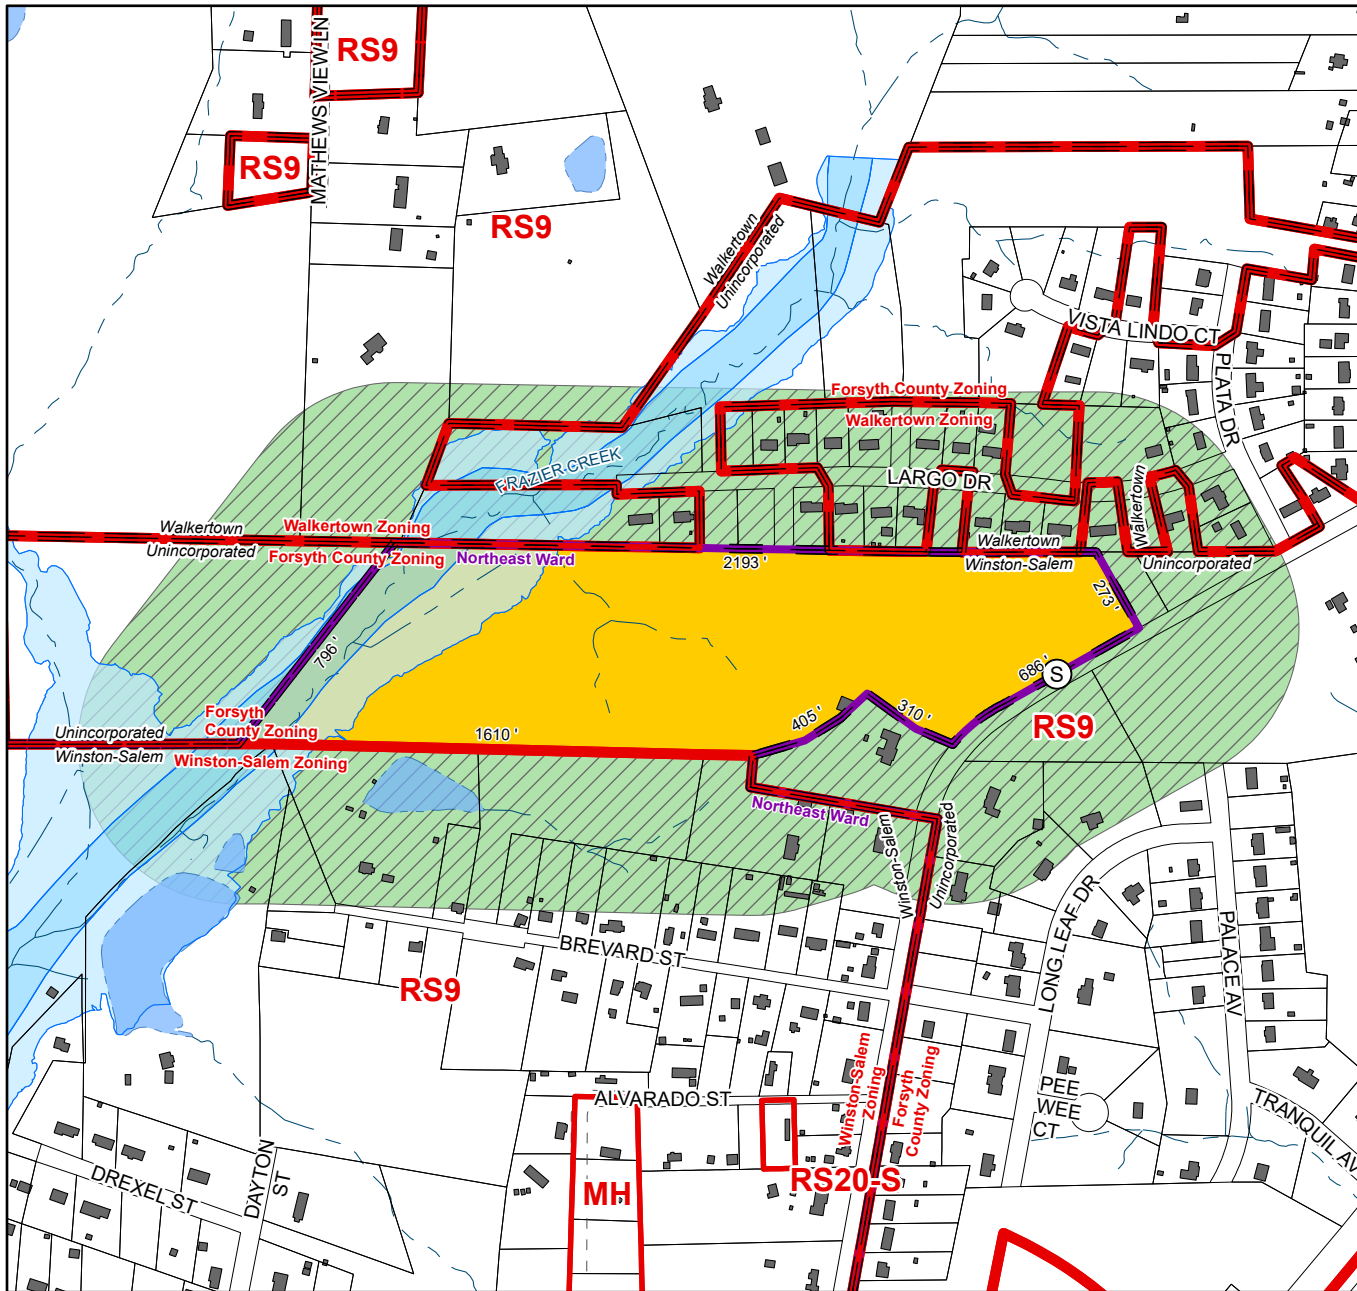 RS9
MATHEWS VIEW LN
RS9
RS9
Walkertown
Unincorporated
VISTA LINDO CT
PLATA DR
Forsyth County Zoning
Walkertown Zoning
FRAZIER CREEK
LARGO DR
Walkertown
Walkertown
Unincorporated
Walkertown Zoning
Forsyth County Zoning
Northeast Ward
2193 '
Walkertown
Winston-Salem
Unincorporated
273 '
796 '
686 '
S
405 '
310 '
RS9
Forsyth
County Zoning
Unincorporated
Winston-Salem
Winston-Salem Zoning
1610 '
Northeast Ward
Winston-Salem
Unincorporated
BREVARD ST
RS9
LONG LEAF DR
PALACE AV
Winston-Salem
Zoning
Forsyth
County Zoning
PEE
WEE
CT
ALVARADO ST
TRANQUIL AV
DREXEL ST
DAYTON
ST
MH
RS20-S